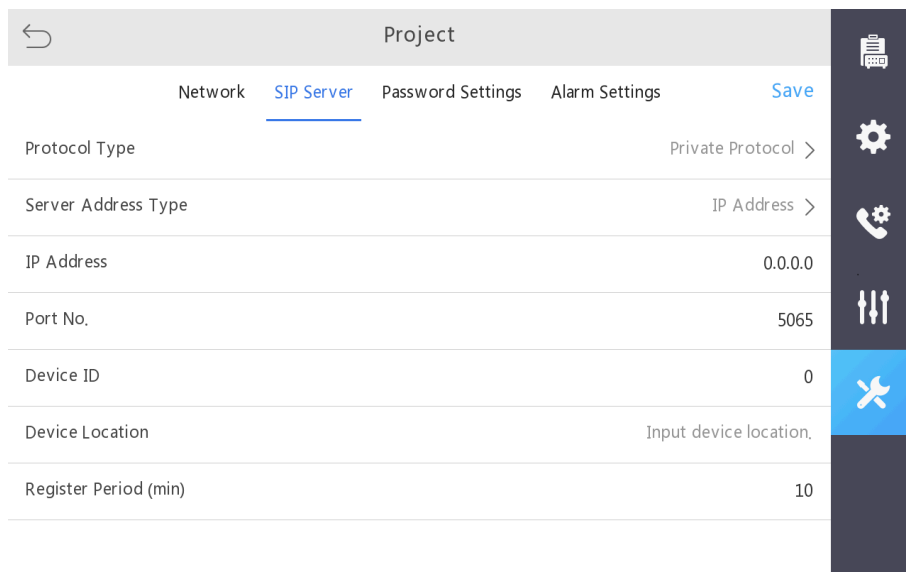 Project
Network SIP Server Password Settings Alarm Settings Save
Protocol Type Private Protocol
Server Address Type IP Address
IP Address 0.0.0.0
Port No. 5065
Device ID 0
Device Location Input device location.
Register Period (min) 10